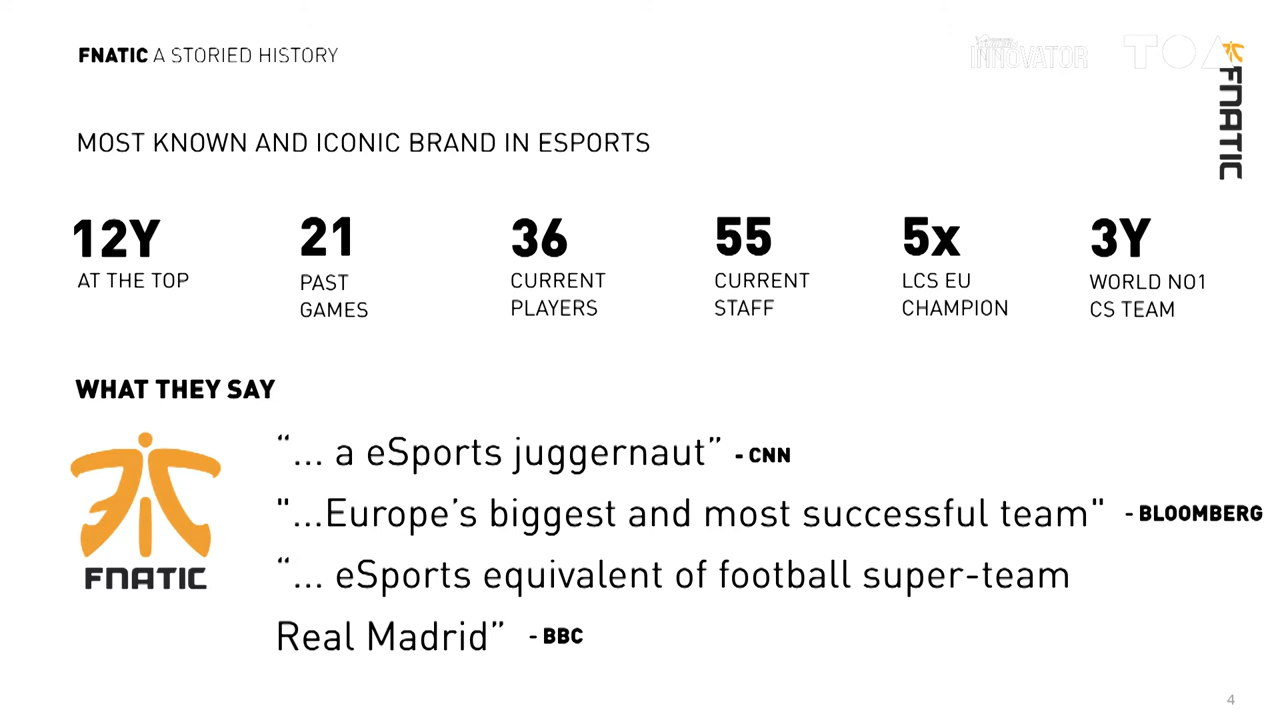 FNATIC A STORIED HISTORY
INNOVATOR
TOA
FNATIC
MOST KNOWN AND ICONIC BRAND IN ESPORTS
12Y
AT THE TOP
21
PAST
GAMES
36
CURRENT
PLAYERS
55
CURRENT
STAFF
5x
LCS EU
CHAMPION
3Y
WORLD NO1
CS TEAM
WHAT THEY SAY
FNATIC
“... a eSports juggernaut” - CNN
"...Europe’s biggest and most successful team" - BLOOMBERG
“... eSports equivalent of football super-team
Real Madrid” - BBC
4